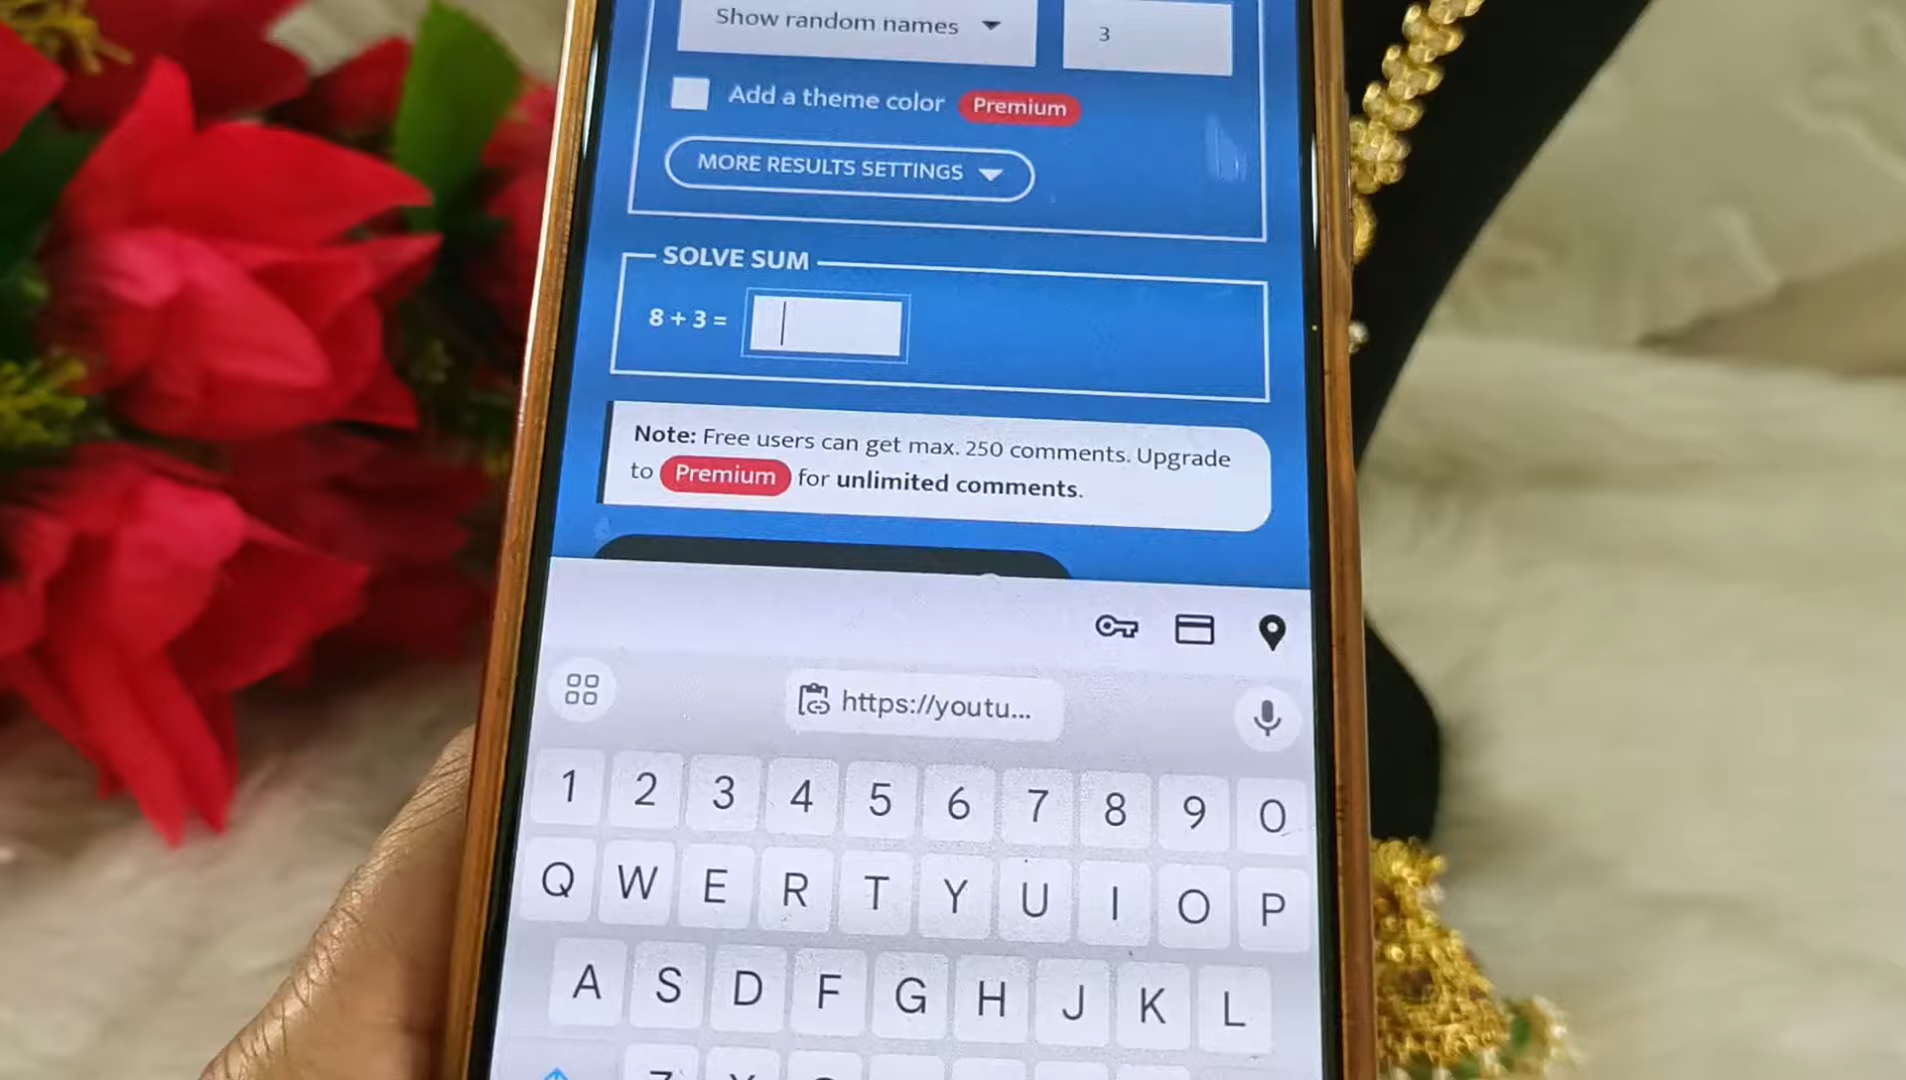 Show random names
3
Add a theme color Premium
MORE RESULTS SETTINGS
SOLVE SUM
8 + 3 =
Note: Free users can get max. 250 comments. Upgrade
to Premium for unlimited comments.
https://youtu...
1 2 3 4 5 6 7 8 9 0
Q W E R T Y U I O P
A S D F G H J K L